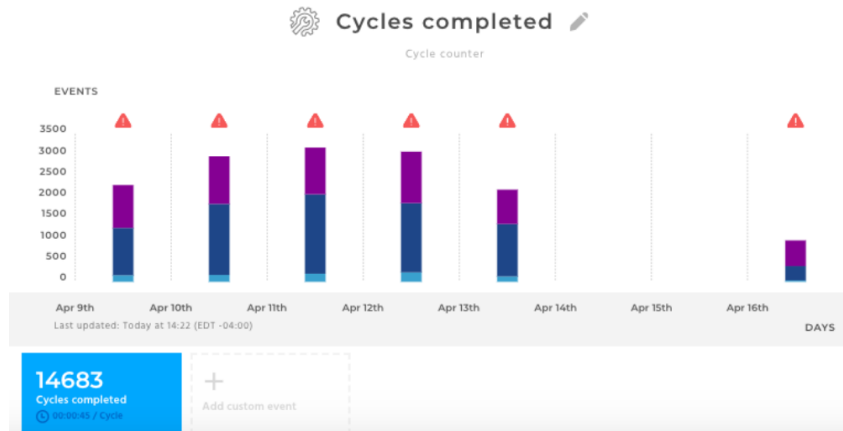 Cycles completed
Cycle counter
EVENTS
3500
3000
2500
2000
1500
1000
500
0
Apr 9th Apr 10th Apr 11th Apr 12th Apr 13th Apr 14th Apr 15th Apr 16th
Last updated: Today at 14:22 (EDT -04:00)
DAYS
14683
Cycles completed
00:00:45 / Cycle
+
Add custom event